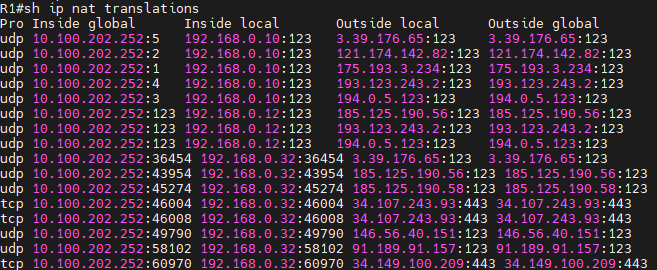 R1#sh ip nat translations
Pro Inside global      Inside local       Outside local      Outside global
udp 10.100.202.252:5   192.168.0.10:123   3.39.176.65:123    3.39.176.65:123
udp 10.100.202.252:2   192.168.0.10:123   121.174.142.82:123 121.174.142.82:123
udp 10.100.202.252:1   192.168.0.10:123   175.193.3.234:123  175.193.3.234:123
udp 10.100.202.252:4   192.168.0.10:123   193.123.243.2:123  193.123.243.2:123
udp 10.100.202.252:3   192.168.0.10:123   194.0.5.123:123    194.0.5.123:123
udp 10.100.202.252:123 192.168.0.12:123   185.125.190.56:123 185.125.190.56:123
udp 10.100.202.252:123 192.168.0.12:123   193.123.243.2:123  193.123.243.2:123
udp 10.100.202.252:123 192.168.0.12:123   194.0.5.123:123    194.0.5.123:123
udp 10.100.202.252:36454 192.168.0.32:36454 3.39.176.65:123  3.39.176.65:123
udp 10.100.202.252:43954 192.168.0.32:43954 185.125.190.56:123 185.125.190.56:123
udp 10.100.202.252:45274 192.168.0.32:45274 185.125.190.58:123 185.125.190.58:123
tcp 10.100.202.252:46004 192.168.0.32:46004 34.107.243.93:443 34.107.243.93:443
tcp 10.100.202.252:46008 192.168.0.32:46008 34.107.243.93:443 34.107.243.93:443
udp 10.100.202.252:49790 192.168.0.32:49790 146.56.40.151:123 146.56.40.151:123
udp 10.100.202.252:58102 192.168.0.32:58102 91.189.91.157:123 91.189.91.157:123
tcp 10.100.202.252:60970 192.168.0.32:60970 34.149.100.209:443 34.149.100.209:443